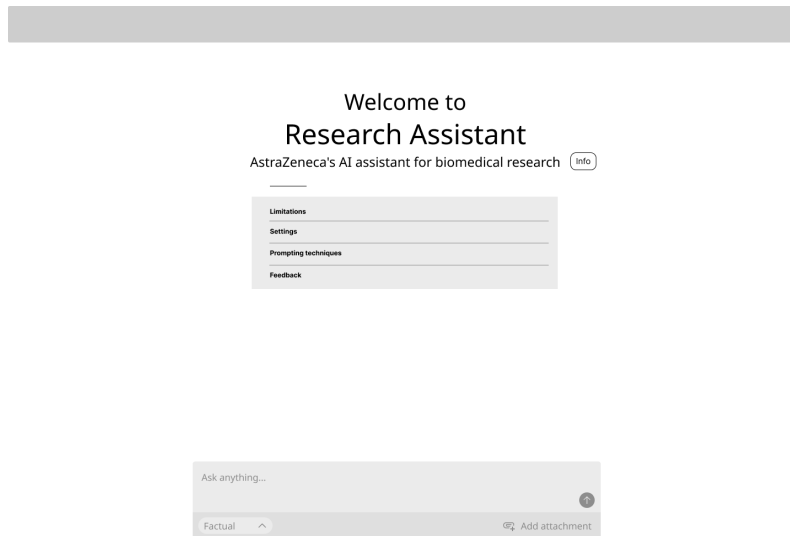 Welcome to
Research Assistant
AstraZeneca's AI assistant for biomedical research Info
Limitations
Settings
Prompting techniques
Feedback
Ask anything...
Factual Add attachment